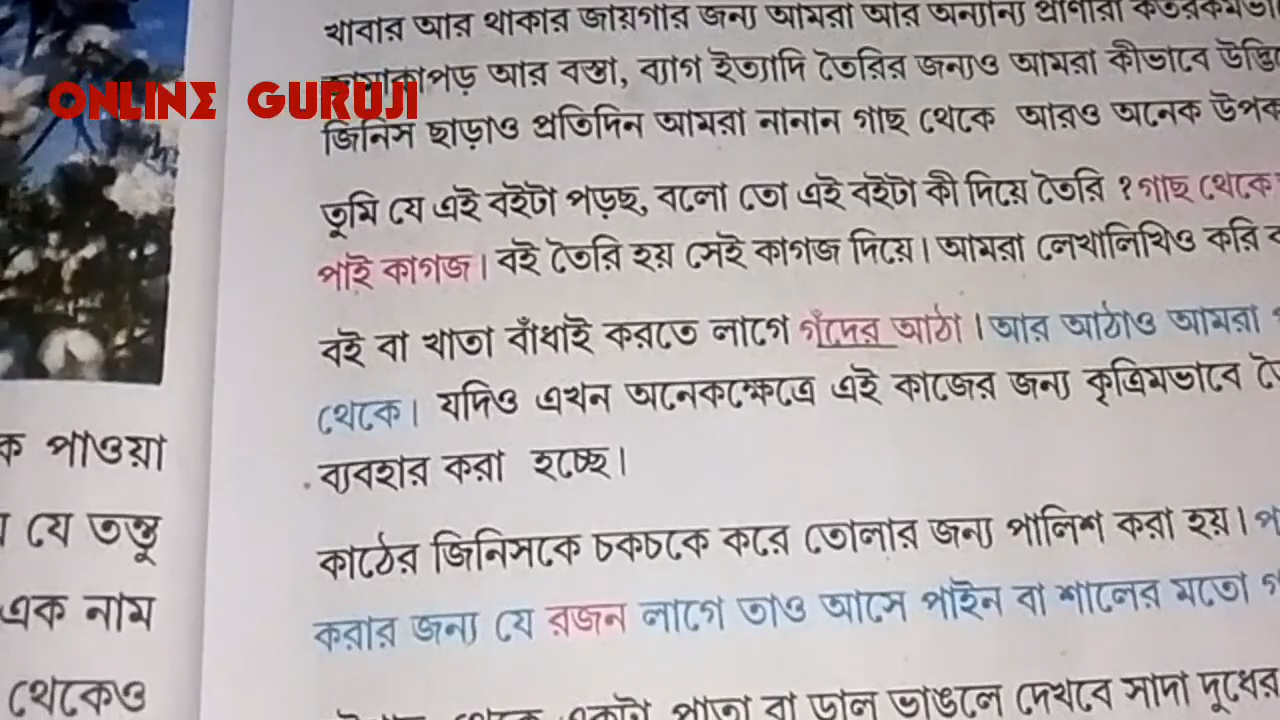 ONLINE GURUJI
খাবার আর থাকার জায়গার জন্য আমরা আর অন্যান্য প্রাণীরা
আর বস্তা, ব্যাগ ইত্যাদি তৈরির জন্যও আমরা কীভাবে
জিনিস ছাড়াও প্রতিদিন আমরা নানান গাছ থেকে আরও অনেক
তুমি যে এই বইটা পড়ছ, বলো তো এই বইটা কী দিয়ে তৈরি ? গাছ থেকে
পাই কাগজ। বই তৈরি হয় সেই কাগজ দিয়ে। আমরা লেখালিখিও করি
বই বা খাতা বাঁধাই করতে লাগে গঁদের আঠা । আর আঠাও আমরা
থেকে। যদিও এখন অনেকক্ষেত্রে এই কাজের জন্য কৃত্রিমভাবে
ব্যবহার করা হচ্ছে।
কাঠের জিনিসকে চকচকে করে তোলার জন্য পালিশ করা হয়।
করার জন্য যে রজন লাগে তাও আসে পাইন বা শালের মতো
থেকে একটা পাতা বা ডাল ভাঙলে দেখবে সাদা দুধের
ক পাওয়া
যে তন্তু
এক নাম
থেকেও